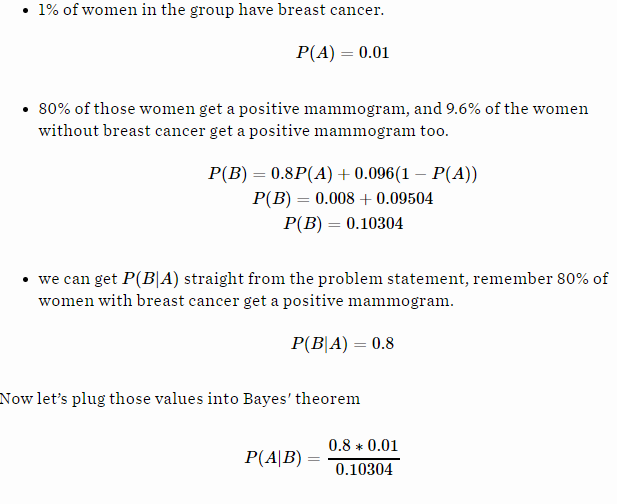 • 1% of women in the group have breast cancer.
P(A) = 0.01
• 80% of those women get a positive mammogram, and 9.6% of the women
without breast cancer get a positive mammogram too.
P(B) = 0.8P(A) + 0.096(1 − P(A))
P(B) = 0.008 + 0.09504
P(B) = 0.10304
• we can get P(B|A) straight from the problem statement, remember 80% of
women with breast cancer get a positive mammogram.
P(B|A) = 0.8
Now let’s plug those values into Bayes’ theorem
P(A|B) = \frac{0.8 * 0.01}{0.10304}